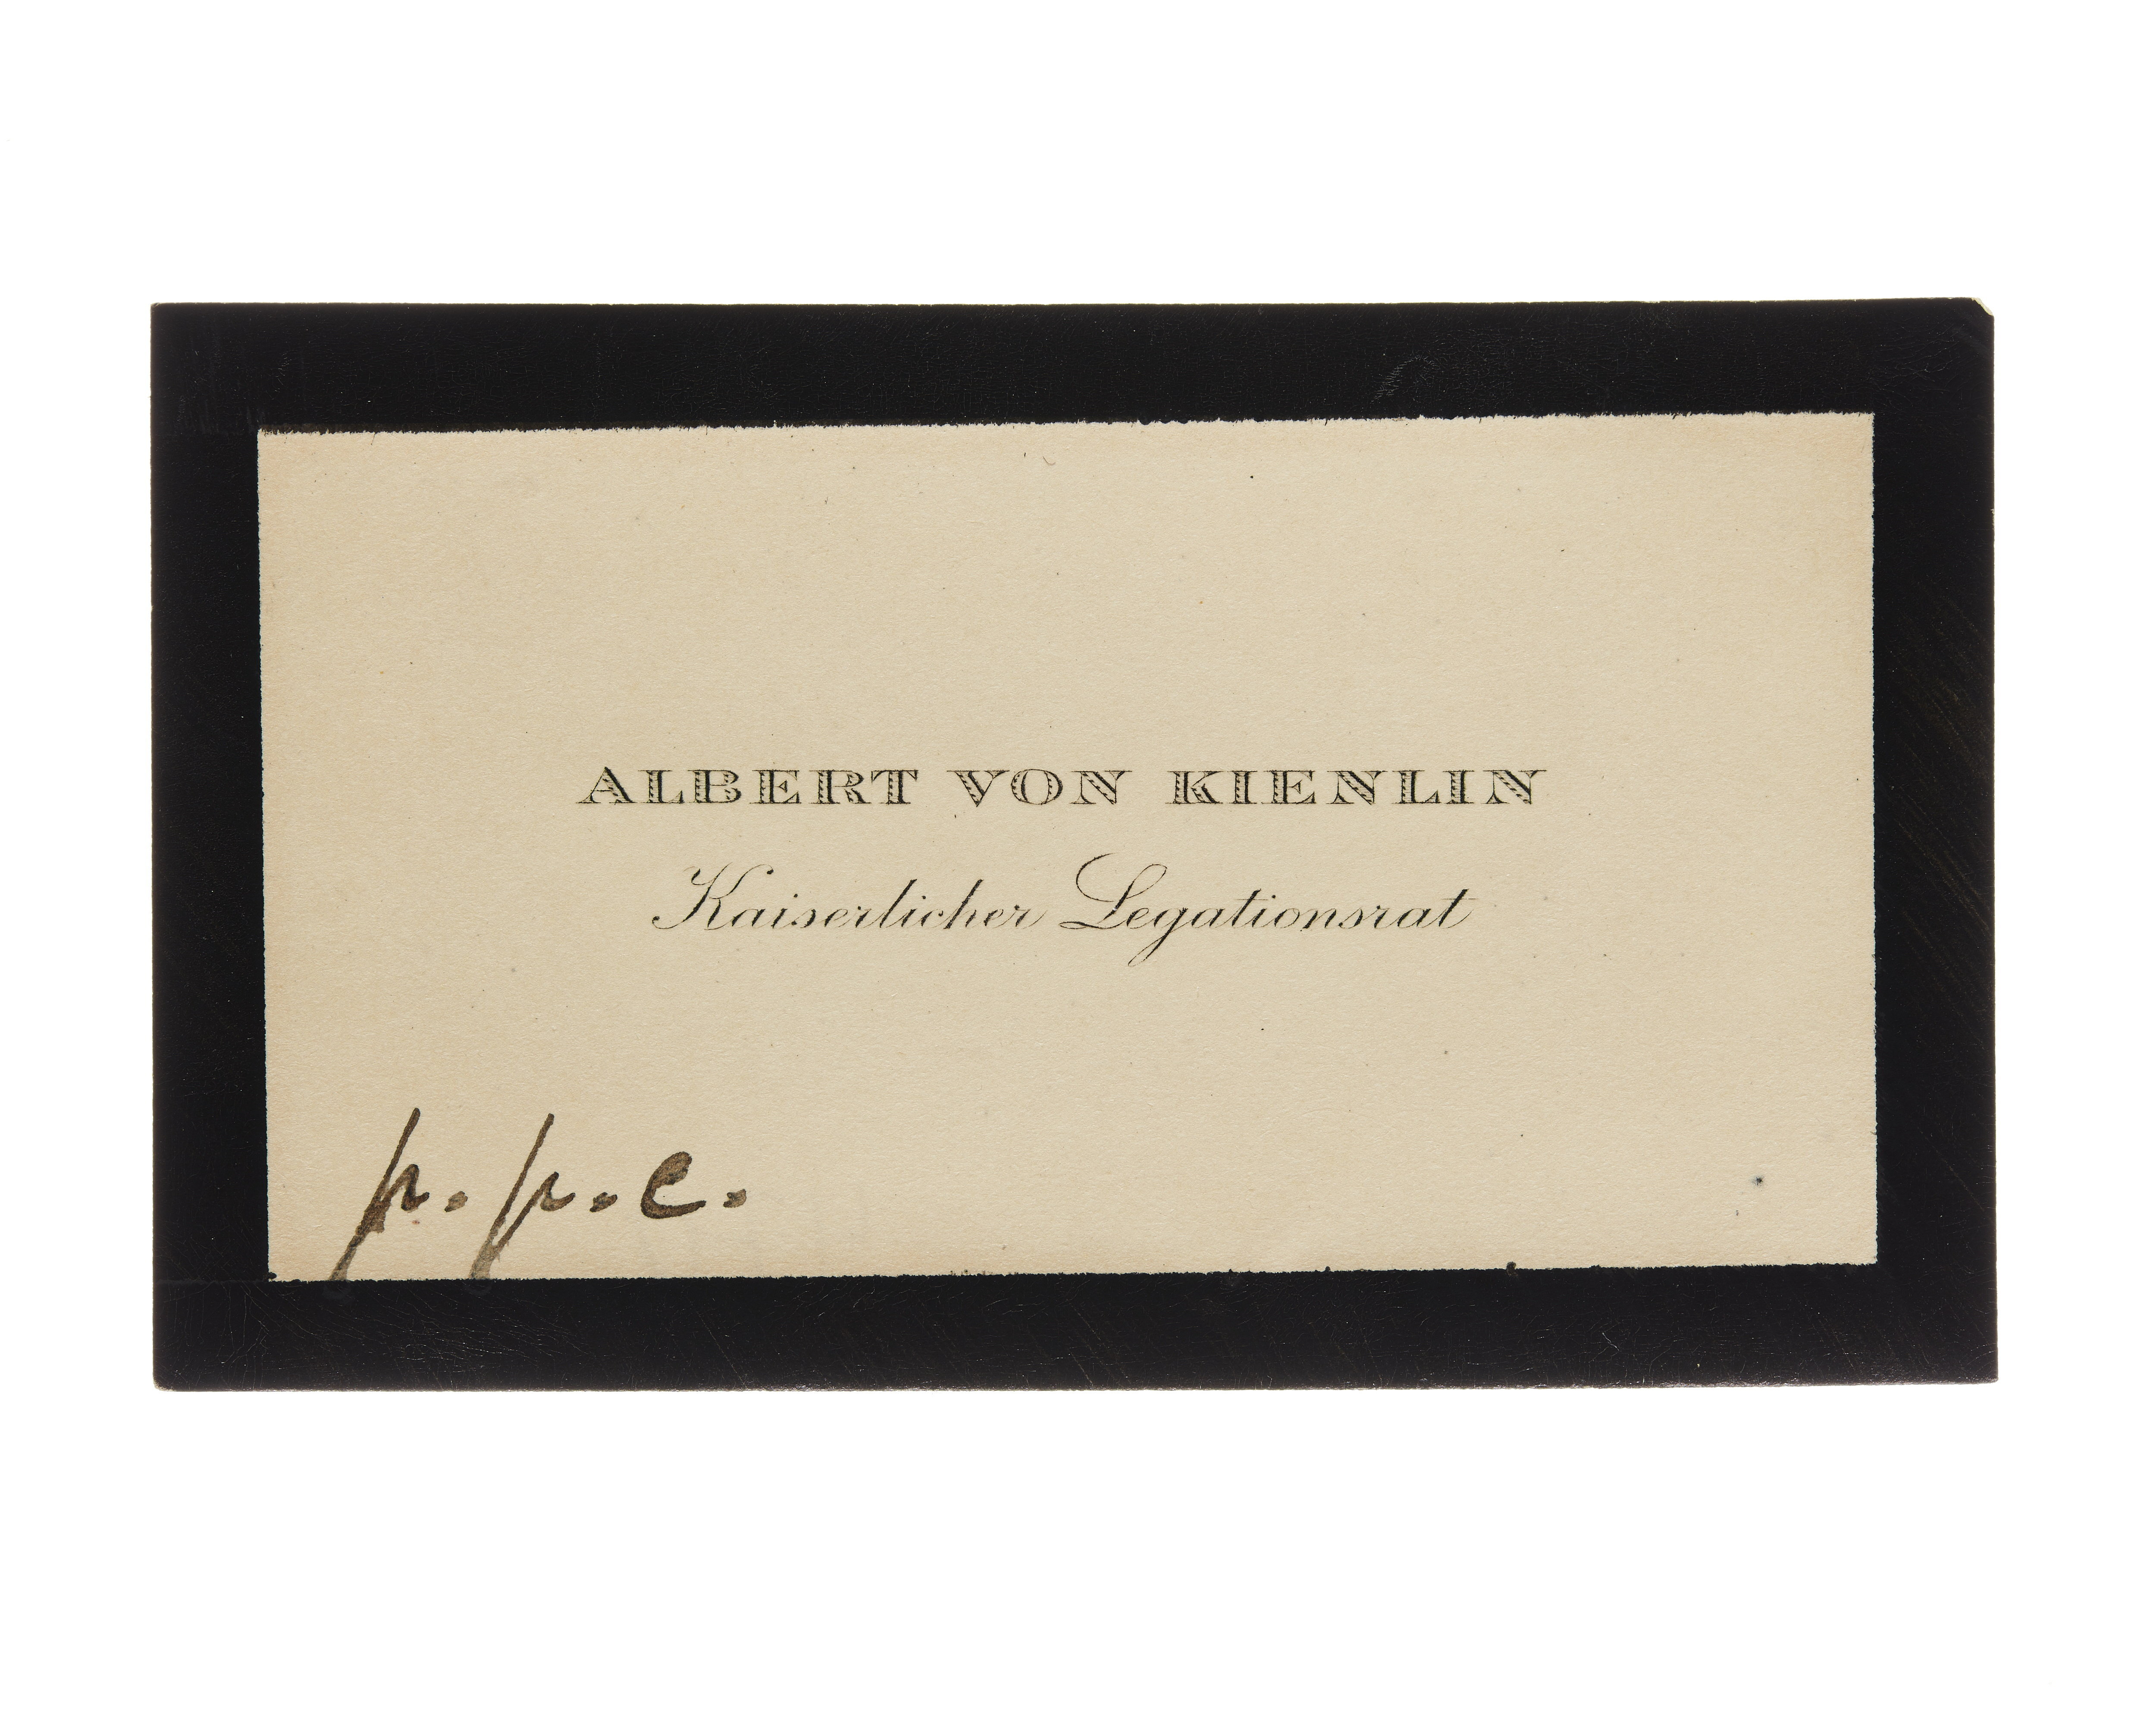 ALBERT VON KIENLIN
Kaiserlicher Legationsrat
p.p.c.